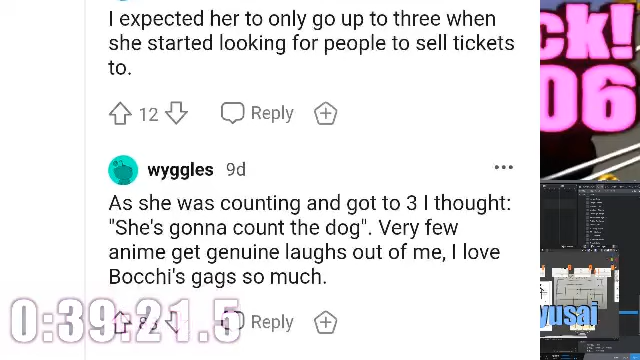 I expected her to only go up to three when
she started looking for people to sell tickets
to.
12 Reply
wyggles 9d
As she was counting and got to 3 I thought:
"She's gonna count the dog". Very few
anime get genuine laughs out of me, I love
Bocchi's gags so much.
Reply
0:39:21.5
ck!
06
yusai